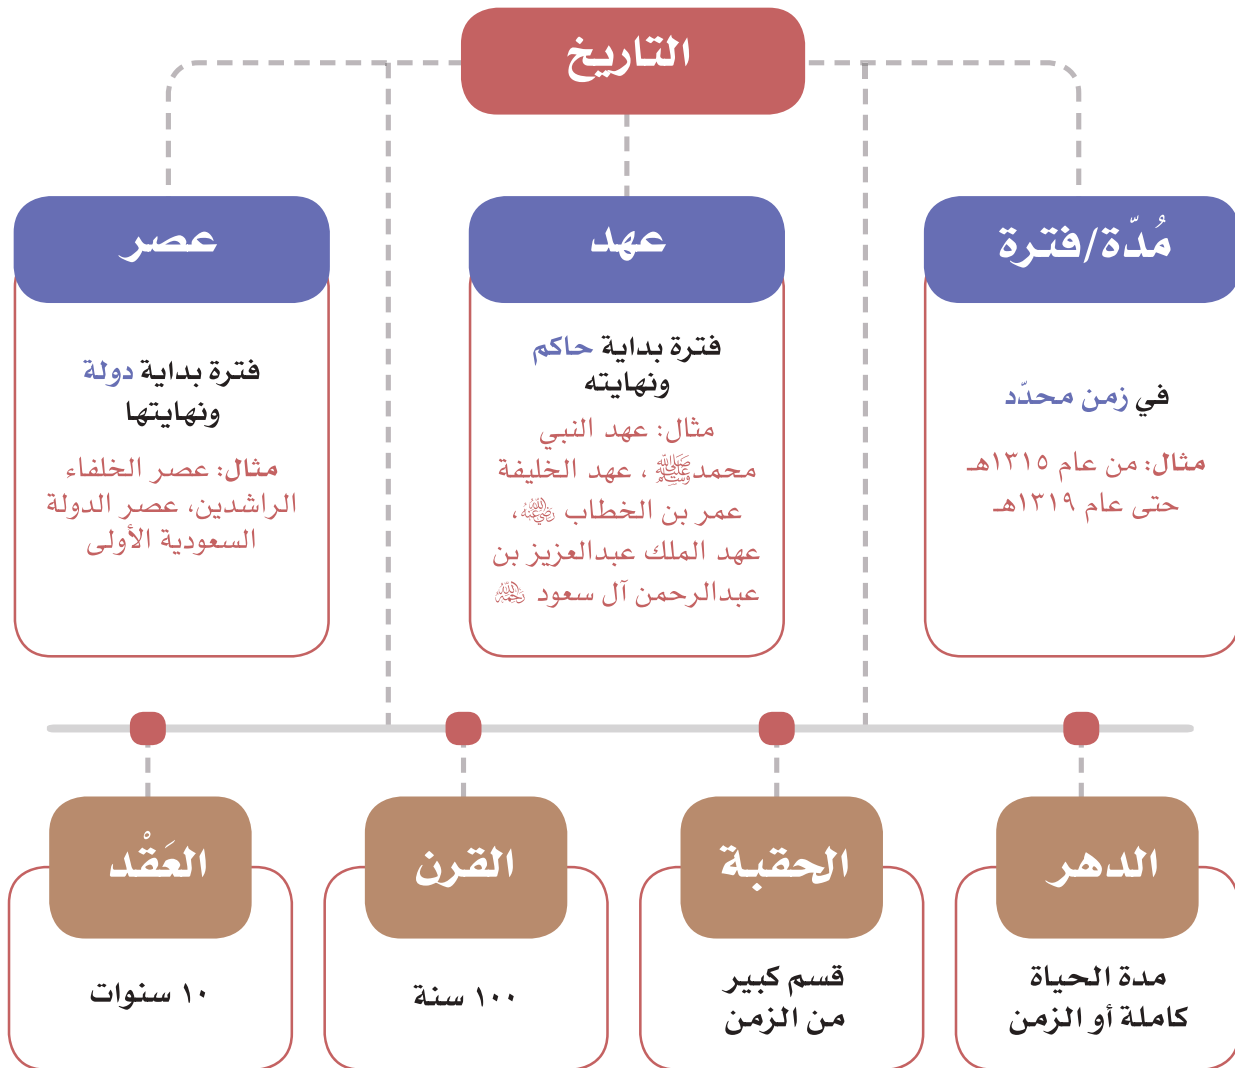 التاريخ
مُدّة/فترة
في زمن محدّد
مثال: من عام ١٣١٥هـ
حتى عام ١٣١٩هـ
عهد
فترة بداية حاكم
ونهايته
مثال: عهد النبي
محمد ﷺ، عهد الخليفة
عمر بن الخطاب رضي الله عنه،
عهد الملك عبدالعزيز بن
عبدالرحمن آل سعود رحمه الله
عصر
فترة بداية دولة
ونهايتها
مثال: عصر الخلفاء
الراشدين، عصر الدولة
السعودية الأولى
الدهر
مدة الحياة
كاملة أو الزمن
الحقبة
قسم كبير
من الزمن
القرن
١٠٠ سنة
العَقْد
١٠ سنوات